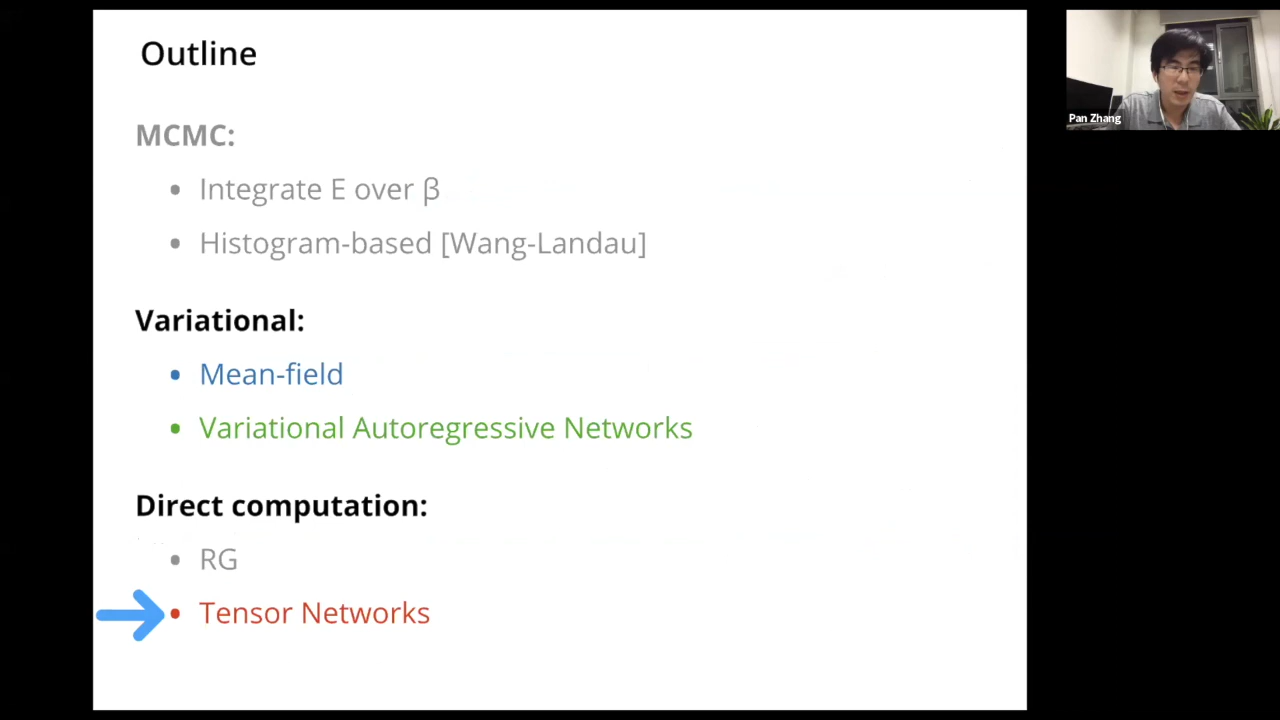 Outline
MCMC:
• Integrate E over β
• Histogram-based [Wang-Landau]
Variational:
• Mean-field
• Variational Autoregressive Networks
Direct computation:
• RG
• Tensor Networks
Pan Zhang